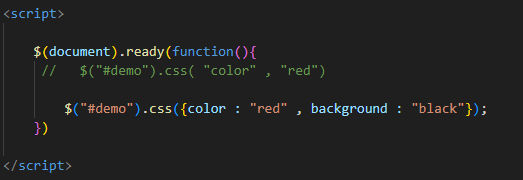 <script>
$(document).ready(function(){
// $("#demo").css( "color" , "red")
$("#demo").css({color : "red" , background : "black"});
})
</script>